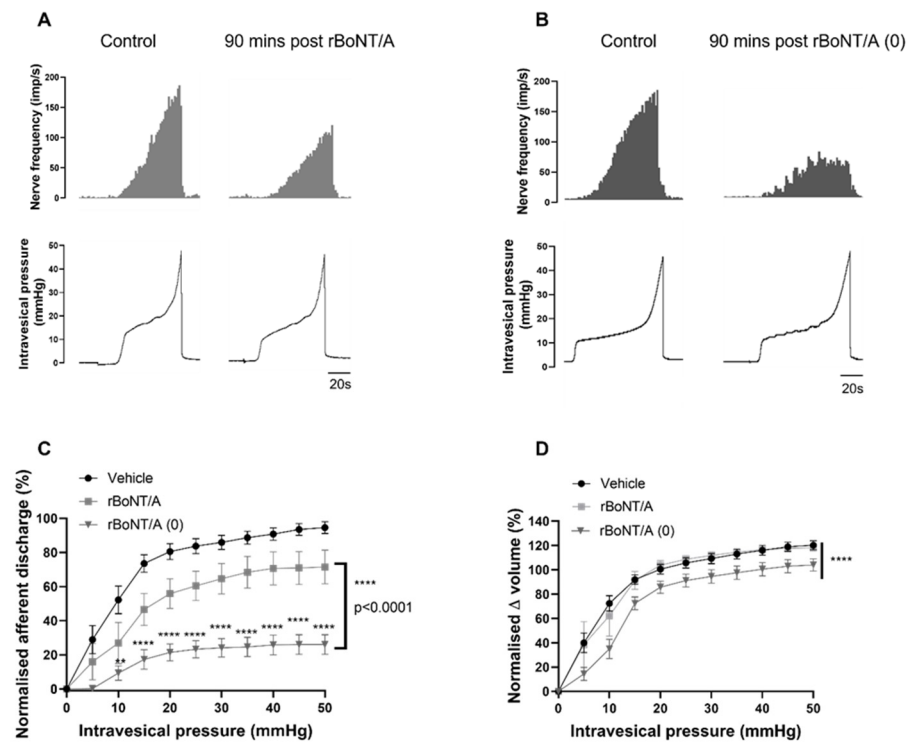 A
Control 90 mins post rBoNT/A
Nerve frequency (imp/s)
200
150
100
50
0
Intravesical pressure
(mmHg)
50
40
30
20
10
0
20s
B
Control 90 mins post rBoNT/A (0)
Nerve frequency (imp/s)
200
150
100
50
0
Intravesical pressure
(mmHg)
50
40
30
20
10
0
20s
C
Vehicle
rBoNT/A
rBoNT/A (0)
Normalised afferent discharge (%)
100
80
60
40
20
0
** **** **** **** **** **** **** **** ****
****
p<0.0001
0 10 20 30 40 50
Intravesical pressure (mmHg)
D
Vehicle
rBoNT/A
rBoNT/A (0)
Normalised Δ volume (%)
140
120
100
80
60
40
20
0
****
0 10 20 30 40 50
Intravesical pressure (mmHg)